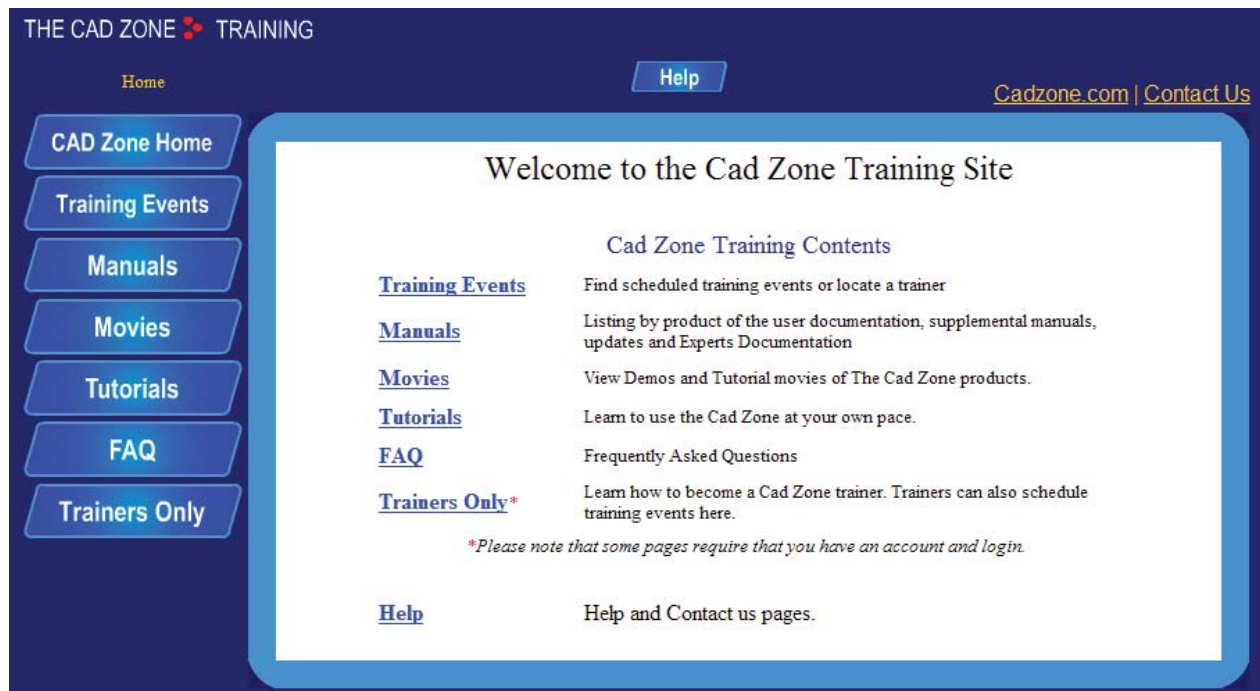 THE CAD ZONE TRAINING
Home
Help
Cadzone.com | Contact Us
CAD Zone Home
Training Events
Manuals
Movies
Tutorials
FAQ
Trainers Only
Welcome to the Cad Zone Training Site
Cad Zone Training Contents
Training Events Find scheduled training events or locate a trainer
Manuals Listing by product of the user documentation, supplemental manuals,
updates and Experts Documentation
Movies View Demos and Tutorial movies of The Cad Zone products.
Tutorials Learn to use the Cad Zone at your own pace.
FAQ Frequently Asked Questions
Trainers Only* Learn how to become a Cad Zone trainer. Trainers can also schedule
training events here.
*Please note that some pages require that you have an account and login.
Help Help and Contact us pages.